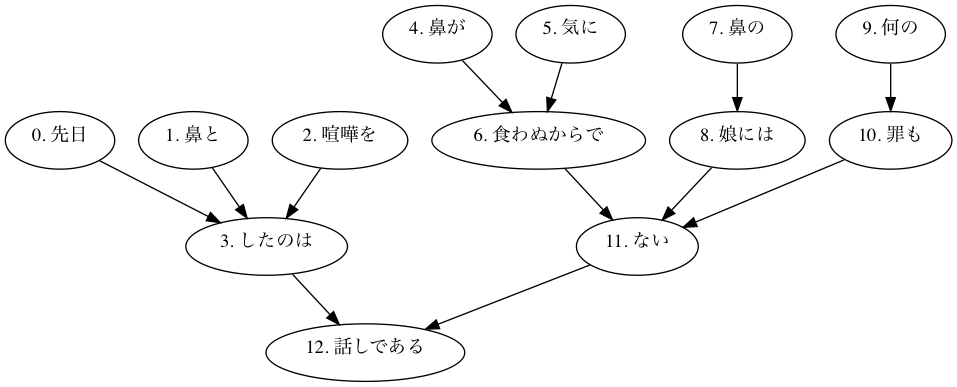 4. 鼻が
5. 気に
7. 鼻の
9. 何の
0. 先日
1. 鼻と
2. 喧嘩を
6. 食わぬからで
8. 娘には
10. 罪も
3. したのは
11. ない
12. 話しである